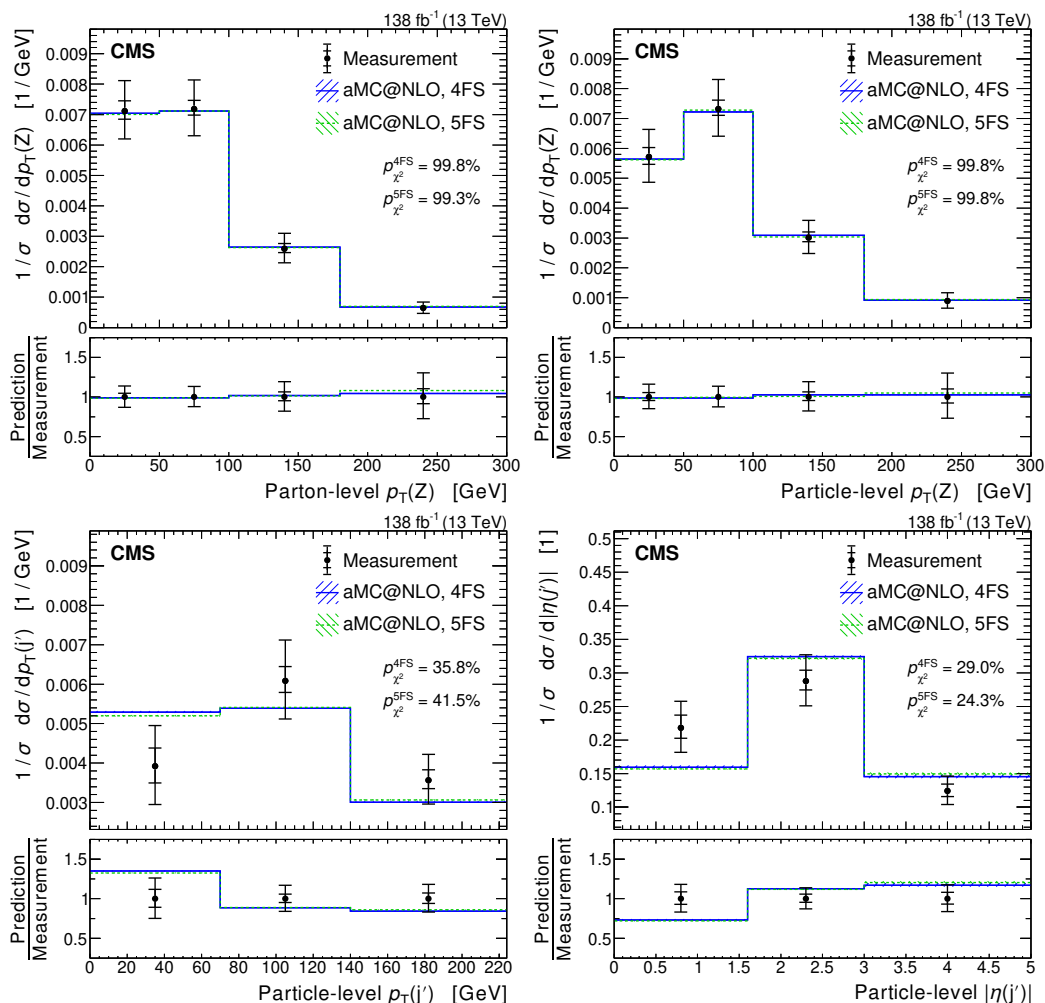 138 fb⁻¹ (13 TeV)
CMS
Measurement
aMC@NLO, 4FS
aMC@NLO, 5FS
p_χ²^4FS = 99.8%
p_χ²^5FS = 99.3%
1 / σ dσ / dp_T(Z) [1 / GeV]
0.009
0.008
0.007
0.006
0.005
0.004
0.003
0.002
0.001
0
Prediction
Measurement
1.5
1
0.5
0 50 100 150 200 250 300
Parton-level p_T(Z) [GeV]
138 fb⁻¹ (13 TeV)
CMS
Measurement
aMC@NLO, 4FS
aMC@NLO, 5FS
p_χ²^4FS = 99.8%
p_χ²^5FS = 99.8%
1 / σ dσ / dp_T(Z) [1 / GeV]
0.009
0.008
0.007
0.006
0.005
0.004
0.003
0.002
0.001
0
Prediction
Measurement
1.5
1
0.5
0 50 100 150 200 250 300
Particle-level p_T(Z) [GeV]
138 fb⁻¹ (13 TeV)
CMS
Measurement
aMC@NLO, 4FS
aMC@NLO, 5FS
p_χ²^4FS = 35.8%
p_χ²^5FS = 41.5%
1 / σ dσ / dp_T(j′) [1 / GeV]
0.009
0.008
0.007
0.006
0.005
0.004
0.003
Prediction
Measurement
1.5
1
0.5
0 20 40 60 80 100 120 140 160 180 200 220
Particle-level p_T(j′) [GeV]
138 fb⁻¹ (13 TeV)
CMS
Measurement
aMC@NLO, 4FS
aMC@NLO, 5FS
p_χ²^4FS = 29.0%
p_χ²^5FS = 24.3%
1 / σ dσ / d|η(j′)| [1]
0.5
0.45
0.4
0.35
0.3
0.25
0.2
0.15
0.1
Prediction
Measurement
1.5
1
0.5
0 0.5 1 1.5 2 2.5 3 3.5 4 4.5 5
Particle-level |η(j′)|